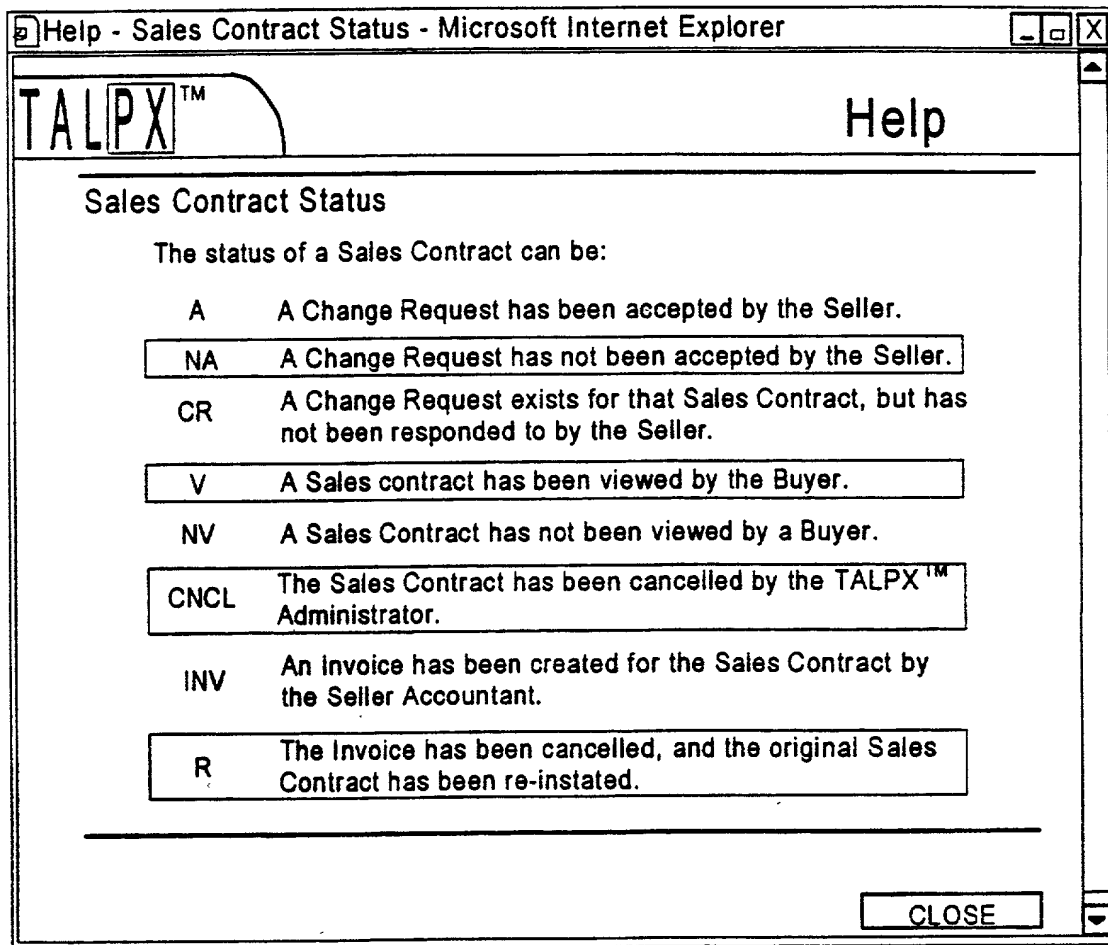 Help - Sales Contract Status - Microsoft Internet Explorer
TALPX™
Help
Sales Contract Status
The status of a Sales Contract can be:
A A Change Request has been accepted by the Seller.
NA A Change Request has not been accepted by the Seller.
CR A Change Request exists for that Sales Contract, but has
not been responded to by the Seller.
V A Sales contract has been viewed by the Buyer.
NV A Sales Contract has not been viewed by a Buyer.
CNCL The Sales Contract has been cancelled by the TALPX™
Administrator.
INV An Invoice has been created for the Sales Contract by
the Seller Accountant.
R The Invoice has been cancelled, and the original Sales
Contract has been re-instated.
CLOSE